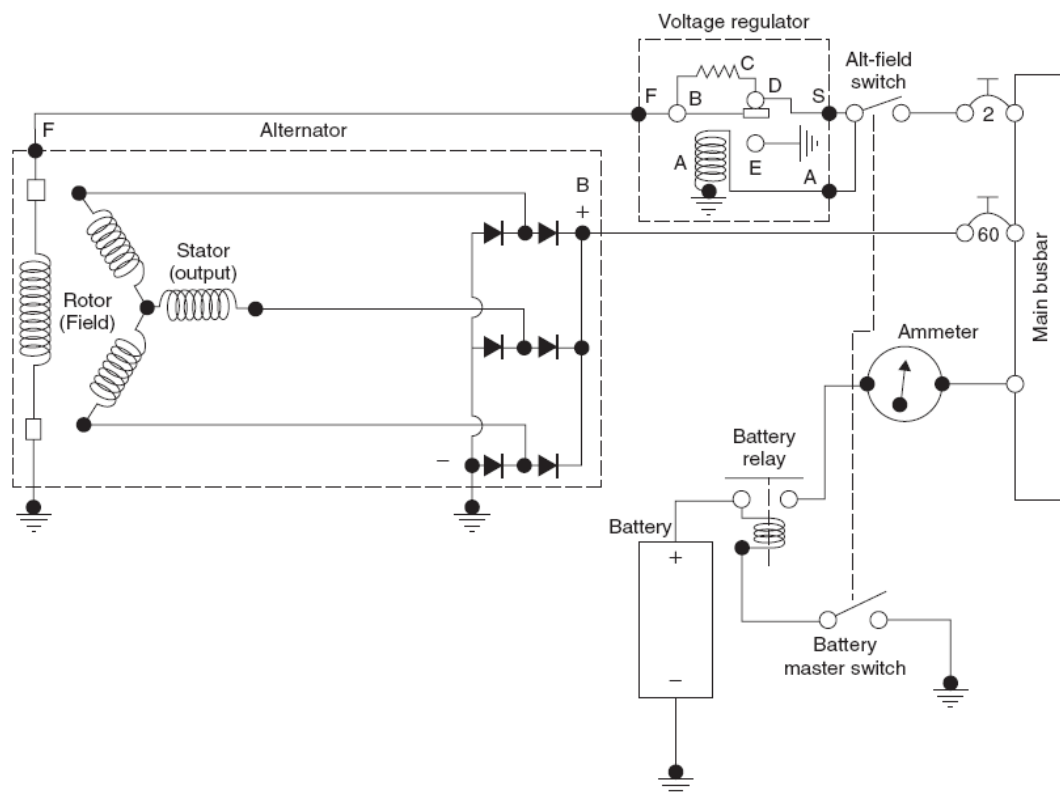 Voltage regulator
Alt-field
switch
C
D
F
B
S
2
A
E
A
F
Alternator
B
+
60
Stator
(output)
Rotor
(Field)
Main busbar
Ammeter
Battery
relay
–
Battery
+
–
Battery
master switch